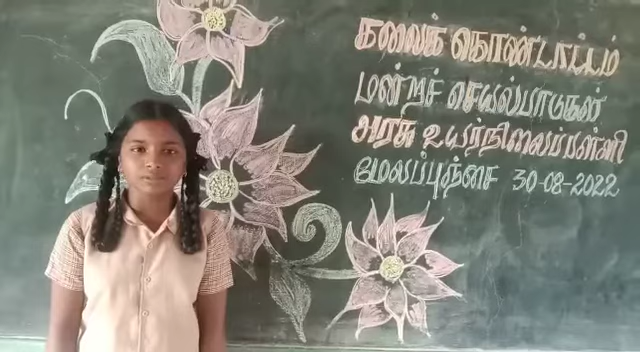 கலைக் கொண்டாட்டம்
மன்றச் செயல்பாடுகள்
அரசு உயர்நிலைப்பள்ளி
மேலப்புத்சை 30-08-2022